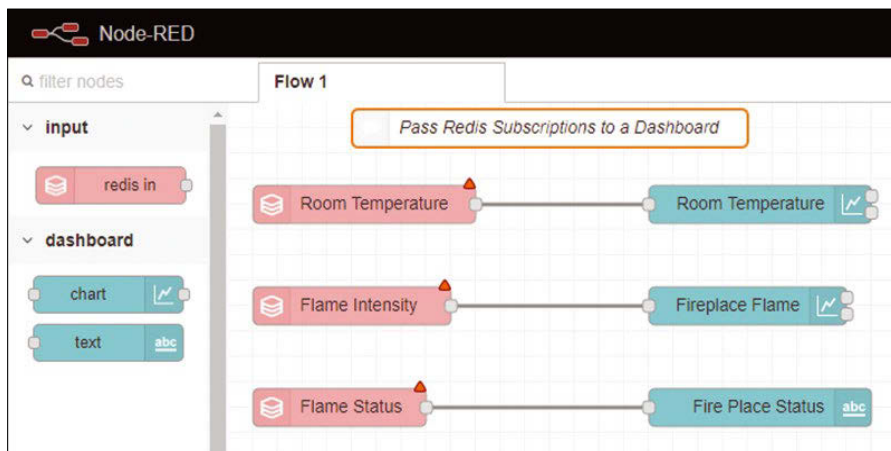 Node-RED
filter nodes
Flow 1
input
Pass Redis Subscriptions to a Dashboard
redis in
Room Temperature
Room Temperature
dashboard
chart
Flame Intensity
Fireplace Flame
text
abc
Flame Status
Fire Place Status
abc